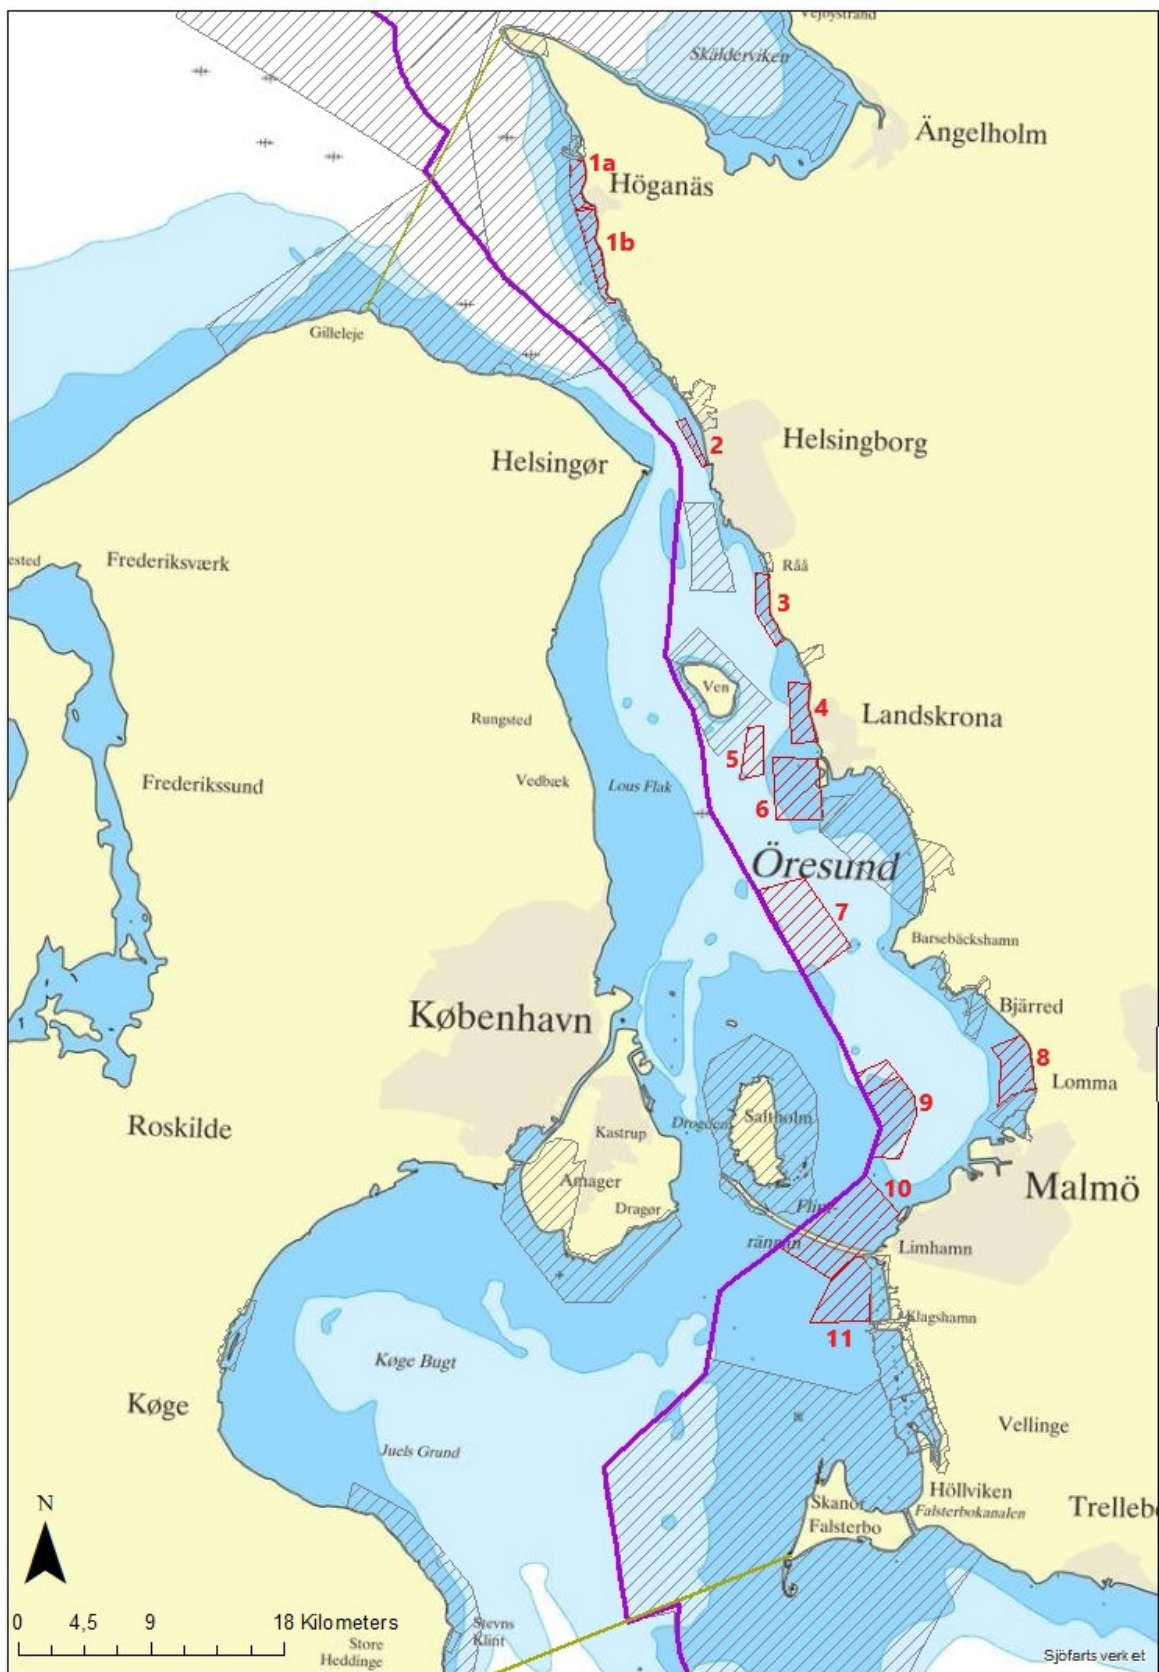 Vejbystrand
Skälderviken
Ängelholm
1a
Höganäs
1b
Gilleleje
Helsingborg
2
Helsingør
ested
Frederiksværk
Råå
3
Ven
Rungsted
4
Landskrona
5
Vedbæk
Lous Flak
Frederikssund
6
Öresund
7
Barsebäckshamn
Bjärred
København
1
8
Lomma
9
Roskilde
Kastrup
Drogden
Saltholm
Malmö
Amager
10
Dragør
Flint-
rännan
Limhamn
Klagshamn
11
Køge Bugt
Køge
Vellinge
Juels Grund
Höllviken
Skanör
Falsterbo
Falsterbokanalen
Trellebo
N
0 4,5 9 18 Kilometers
Stevns
Klint
Store
Heddinge
Sjöfartsverket